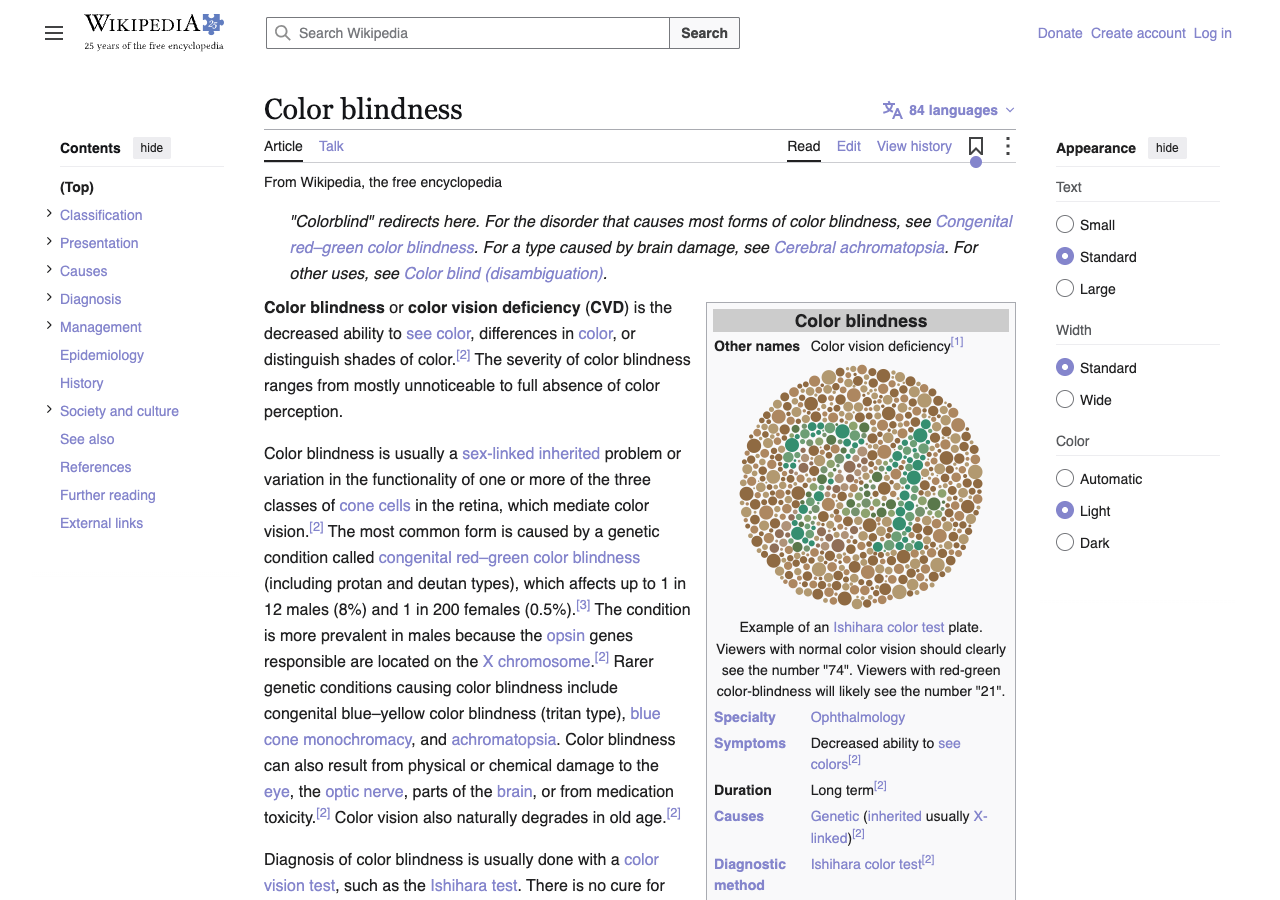 WIKIPEDIA 25
25 years of the free encyclopedia
Search Wikipedia
Search
Donate Create account Log in
Contents hide
(Top)
Classification
Presentation
Causes
Diagnosis
Management
Epidemiology
History
Society and culture
See also
References
Further reading
External links
Color blindness
84 languages
Article Talk
Read Edit View history
From Wikipedia, the free encyclopedia
"Colorblind" redirects here. For the disorder that causes most forms of color blindness, see Congenital
red–green color blindness. For a type caused by brain damage, see Cerebral achromatopsia. For
other uses, see Color blind (disambiguation).
Color blindness or color vision deficiency (CVD) is the
decreased ability to see color, differences in color, or
distinguish shades of color.[2] The severity of color blindness
ranges from mostly unnoticeable to full absence of color
perception.
Color blindness is usually a sex-linked inherited problem or
variation in the functionality of one or more of the three
classes of cone cells in the retina, which mediate color
vision.[2] The most common form is caused by a genetic
condition called congenital red–green color blindness
(including protan and deutan types), which affects up to 1 in
12 males (8%) and 1 in 200 females (0.5%).[3] The condition
is more prevalent in males because the opsin genes
responsible are located on the X chromosome.[2] Rarer
genetic conditions causing color blindness include
congenital blue–yellow color blindness (tritan type), blue
cone monochromacy, and achromatopsia. Color blindness
can also result from physical or chemical damage to the
eye, the optic nerve, parts of the brain, or from medication
toxicity.[2] Color vision also naturally degrades in old age.[2]
Diagnosis of color blindness is usually done with a color
vision test, such as the Ishihara test. There is no cure for
Color blindness
Other names Color vision deficiency[1]
74
Example of an Ishihara color test plate.
Viewers with normal color vision should clearly
see the number "74". Viewers with red-green
color-blindness will likely see the number "21".
Specialty Ophthalmology
Symptoms Decreased ability to see
colors[2]
Duration Long term[2]
Causes Genetic (inherited usually X-
linked)[2]
Diagnostic Ishihara color test[2]
method
Appearance hide
Text
Small
Standard
Large
Width
Standard
Wide
Color
Automatic
Light
Dark